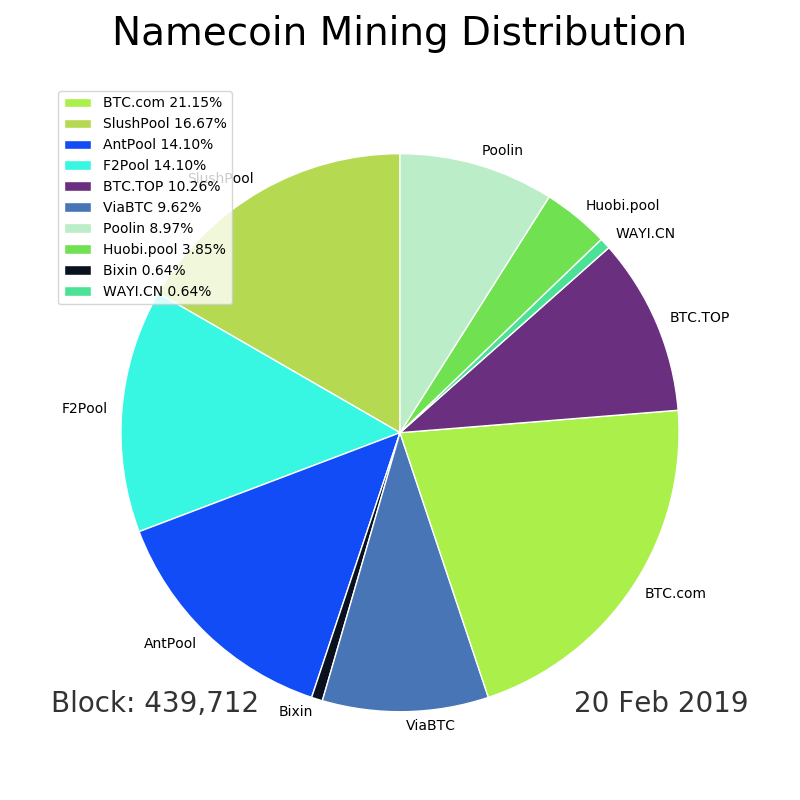 Namecoin Mining Distribution
BTC.com 21.15%
SlushPool 16.67%
AntPool 14.10%
F2Pool 14.10%
BTC.TOP 10.26%
ViaBTC 9.62%
Poolin 8.97%
Huobi.pool 3.85%
Bixin 0.64%
WAYI.CN 0.64%
Poolin
SlushPool
Huobi.pool
WAYI.CN
BTC.TOP
F2Pool
BTC.com
AntPool
Bixin
ViaBTC
Block: 439,712
20 Feb 2019